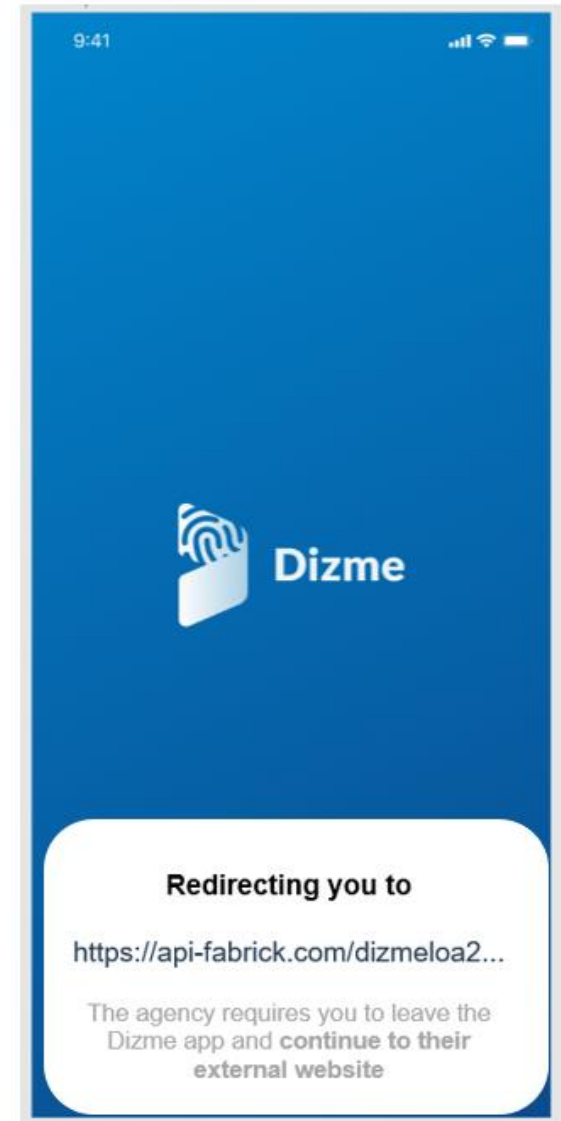 9:41
Dizme
Redirecting you to
https://api-fabrick.com/dizmeloa2...
The agency requires you to leave the
Dizme app and continue to their
external website